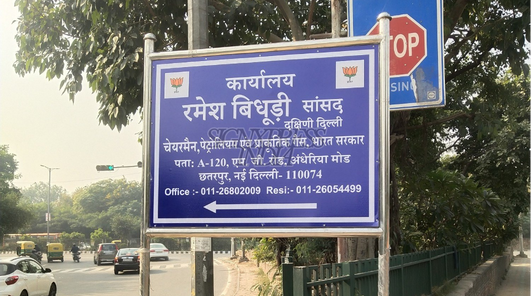 कार्यालय
रमेश बिधूड़ी सांसद
दक्षिणी दिल्ली
चेयरमैन, पैट्रोलियम एवं प्राकृतिक गैस, भारत सरकार
पता: A-120, एम. जी. रोड, अंधेरिया मोड
छतरपुर, नई दिल्ली- 110074
Office :- 011-26802009 Resi:- 011-26054499
STOP
SING